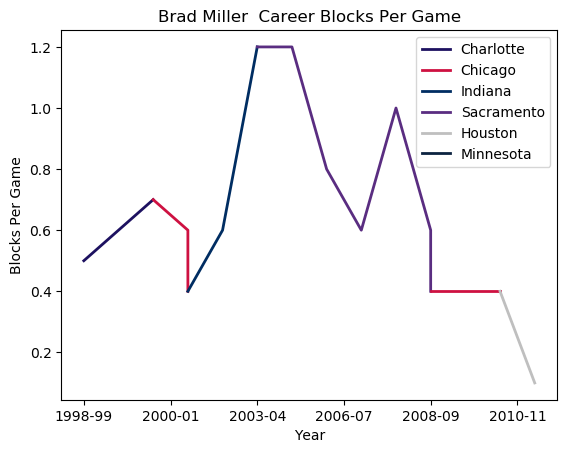 Brad Miller  Career Blocks Per Game
Charlotte
Chicago
Indiana
Sacramento
Houston
Minnesota
1.2
1.0
0.8
0.6
0.4
0.2
Blocks Per Game
1998-99 2000-01 2003-04 2006-07 2008-09 2010-11
Year